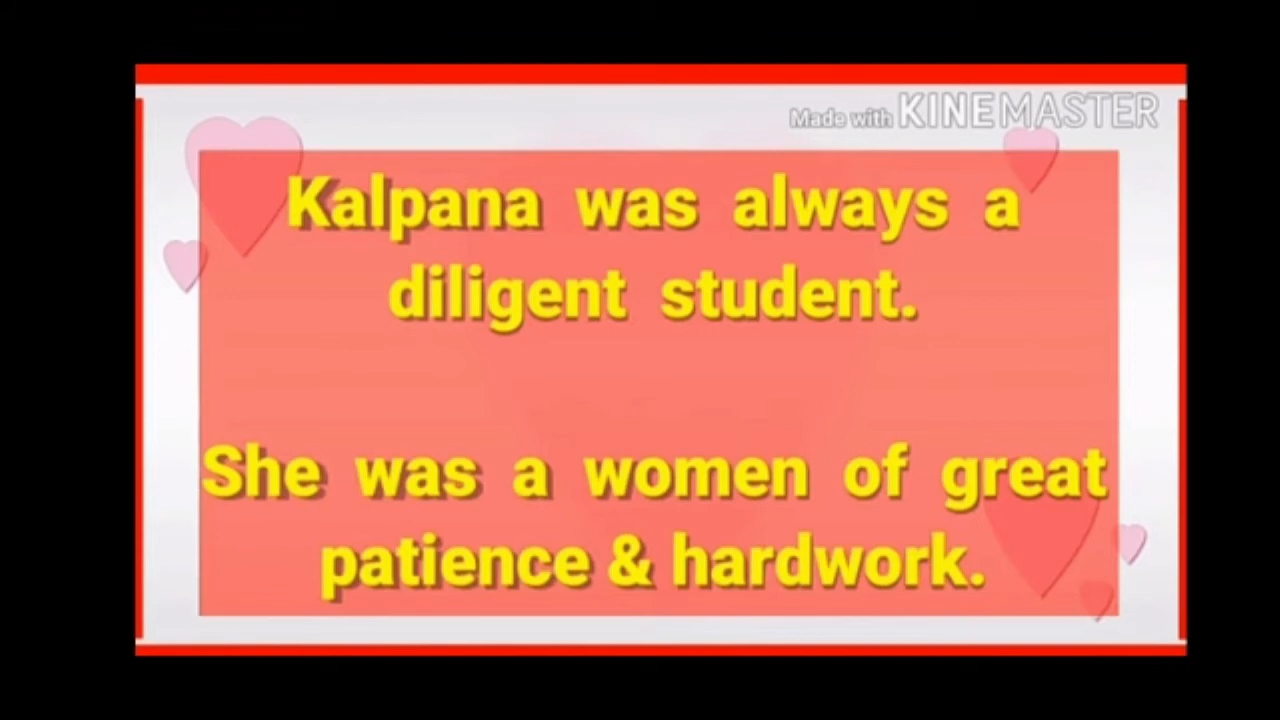 Made with KINEMASTER
Kalpana was always a
diligent student.
She was a women of great
patience & hardwork.